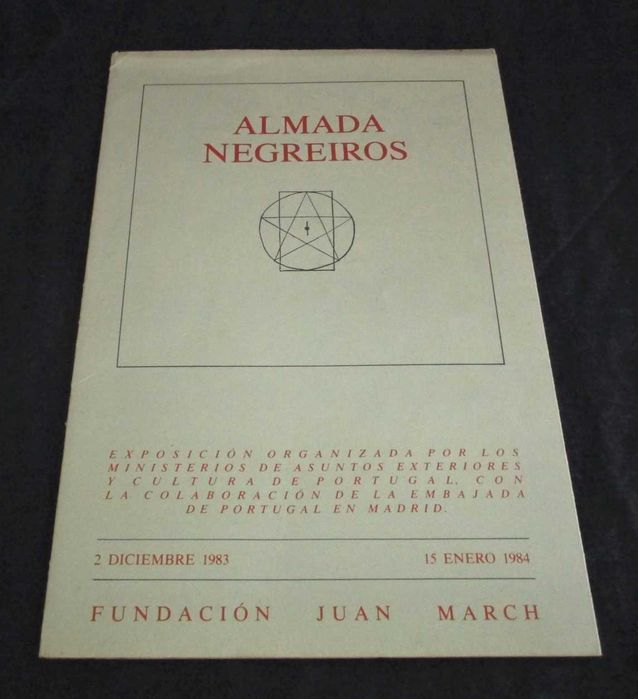 ALMADA
NEGREIROS
EXPOSICIÓN ORGANIZADA POR LOS
MINISTERIOS DE ASUNTOS EXTERIORES
Y CULTURA DE PORTUGAL, CON
LA COLABORACIÓN DE LA EMBAJADA
DE PORTUGAL EN MADRID.
2 DICIEMBRE 1983 15 ENERO 1984
FUNDACIÓN JUAN MARCH